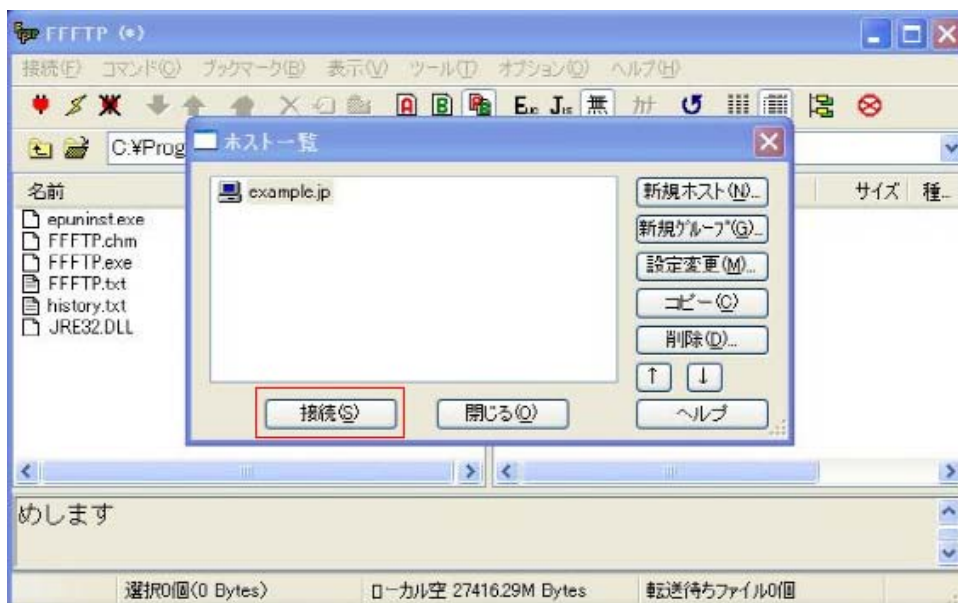 FFFTP (*)
接続(F) コマンド(C) ブックマーク(B) 表示(V) ツール(T) オプション(O) ヘルプ(H)
A B E JIS 無 カナ
C:¥Prog
ホスト一覧
名前
サイズ 種...
epuninst.exe
FFFTP.chm
FFFTP.exe
FFFTP.txt
history.txt
JRE32.DLL
example.jp
新規ホスト(N)...
新規グループ(G)...
設定変更(M)...
コピー(C)
削除(D)...
↑ ↓
接続(S) 閉じる(O) ヘルプ
めします
選択0個(0 Bytes) ローカル空 27416.29M Bytes 転送待ちファイル0個